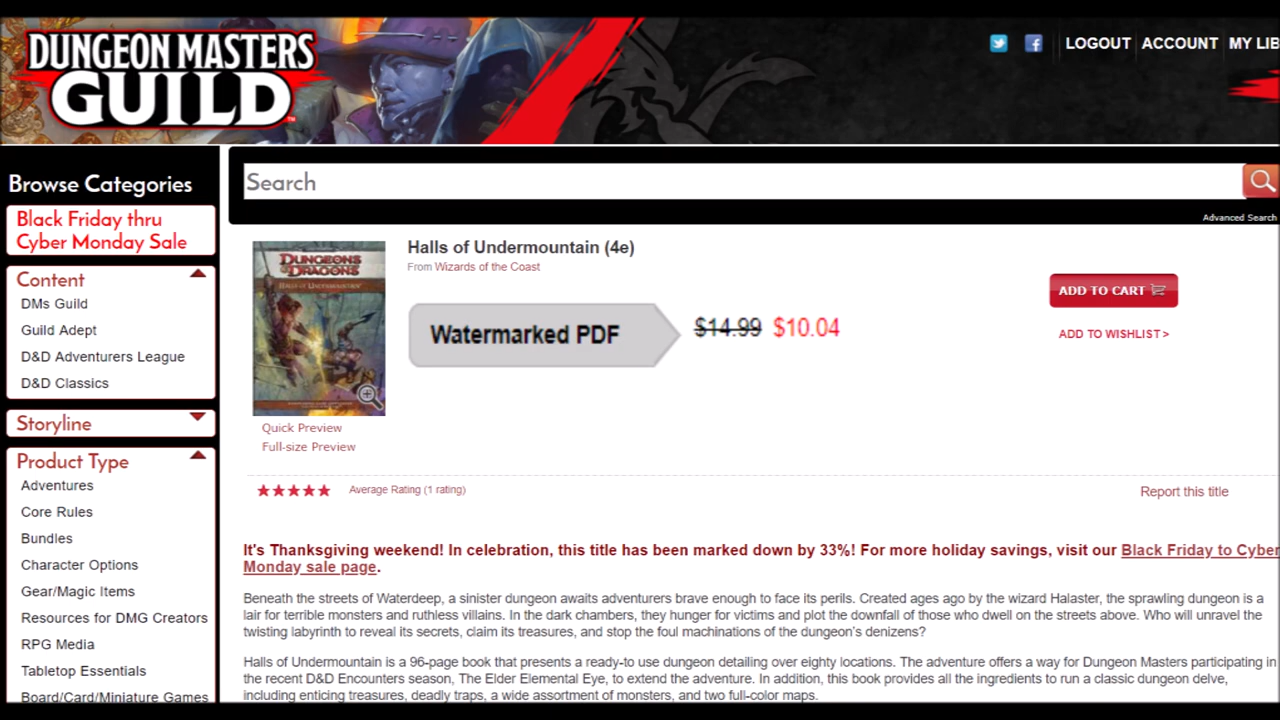 DUNGEON MASTERS
GUILD
LOGOUT ACCOUNT MY LIB
Browse Categories
Black Friday thru
Cyber Monday Sale
Content
DMs Guild
Guild Adept
D&D Adventurers League
D&D Classics
Storyline
Product Type
Adventures
Core Rules
Bundles
Character Options
Gear/Magic Items
Resources for DMG Creators
RPG Media
Tabletop Essentials
Board/Card/Miniature Games
Search
Advanced Search
DUNGEONS & DRAGONS
HALLS OF UNDERMOUNTAIN
Quick Preview
Full-size Preview
Halls of Undermountain (4e)
From Wizards of the Coast
Watermarked PDF $14.99 $10.04
ADD TO CART
ADD TO WISHLIST >
Average Rating (1 rating)
Report this title
It's Thanksgiving weekend! In celebration, this title has been marked down by 33%! For more holiday savings, visit our Black Friday to Cyber
Monday sale page.
Beneath the streets of Waterdeep, a sinister dungeon awaits adventurers brave enough to face its perils. Created ages ago by the wizard Halaster, the sprawling dungeon is a
lair for terrible monsters and ruthless villains. In the dark chambers, they hunger for victims and plot the downfall of those who dwell on the streets above. Who will unravel the
twisting labyrinth to reveal its secrets, claim its treasures, and stop the foul machinations of the dungeon's denizens?
Halls of Undermountain is a 96-page book that presents a ready-to use dungeon detailing over eighty locations. The adventure offers a way for Dungeon Masters participating in
the recent D&D Encounters season, The Elder Elemental Eye, to extend the adventure. In addition, this book provides all the ingredients to run a classic dungeon delve,
including enticing treasures, deadly traps, a wide assortment of monsters, and two full-color maps.